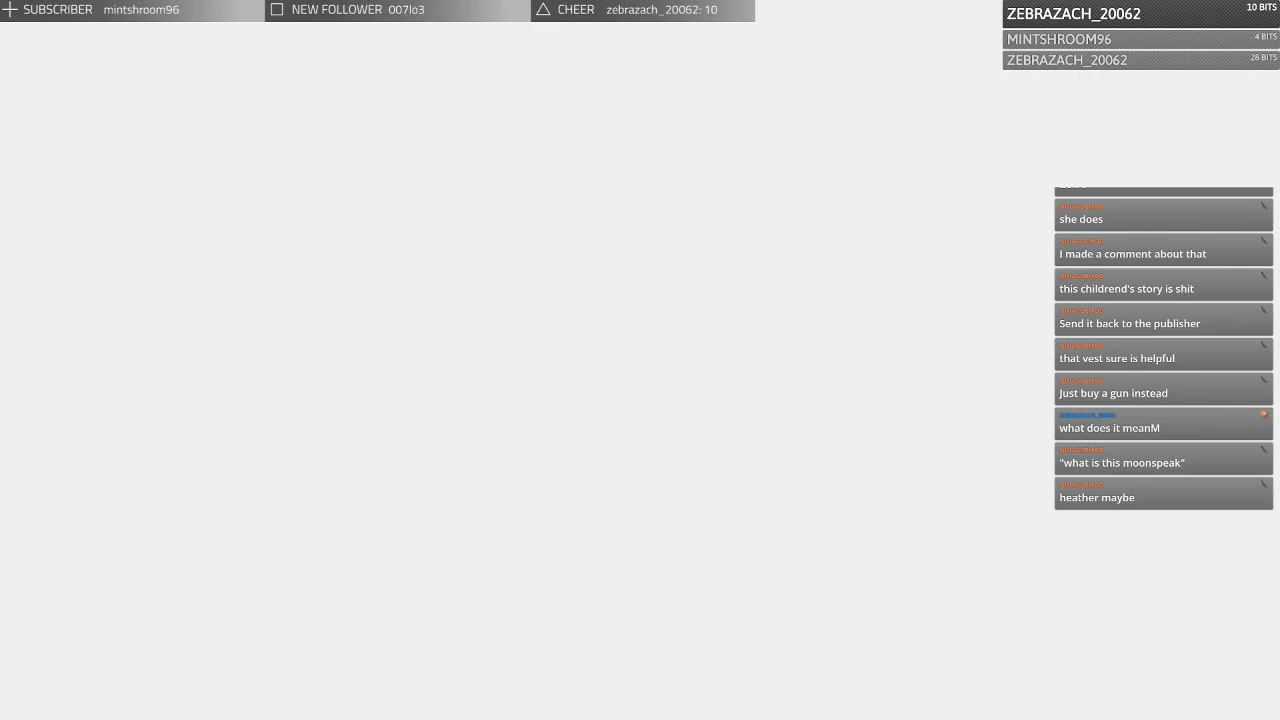 SUBSCRIBER mintshroom96
NEW FOLLOWER 007lo3
CHEER zebrazach_20062: 10
ZEBRAZACH_20062 10 BITS
MINTSHROOM96 4 BITS
ZEBRAZACH_20062 28 BITS
she does
I made a comment about that
this childrend's story is shit
Send it back to the publisher
that vest sure is helpful
Just buy a gun instead
ZEBRAZACH_20062
what does it meanM
"what is this moonspeak"
heather maybe